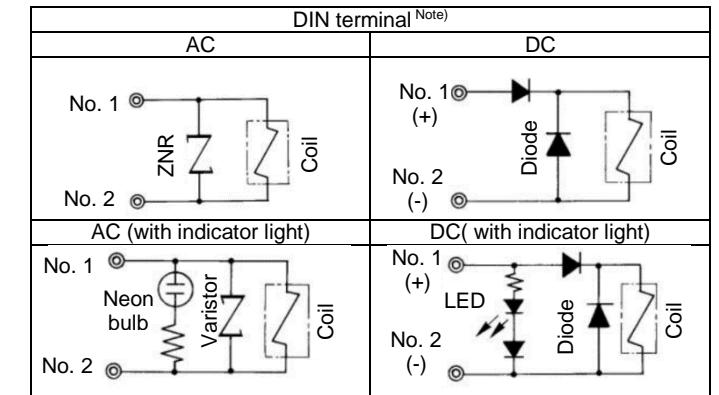 DIN terminal Note)
AC
DC
No. 1
ZNR
Coil
No. 2
No. 1
(+)
Diode
Coil
No. 2
(-)
AC (with indicator light)
DC( with indicator light)
No. 1
Neon
bulb
Varistor
Coil
No. 2
No. 1
(+)
LED
Diode
Coil
No. 2
(-)